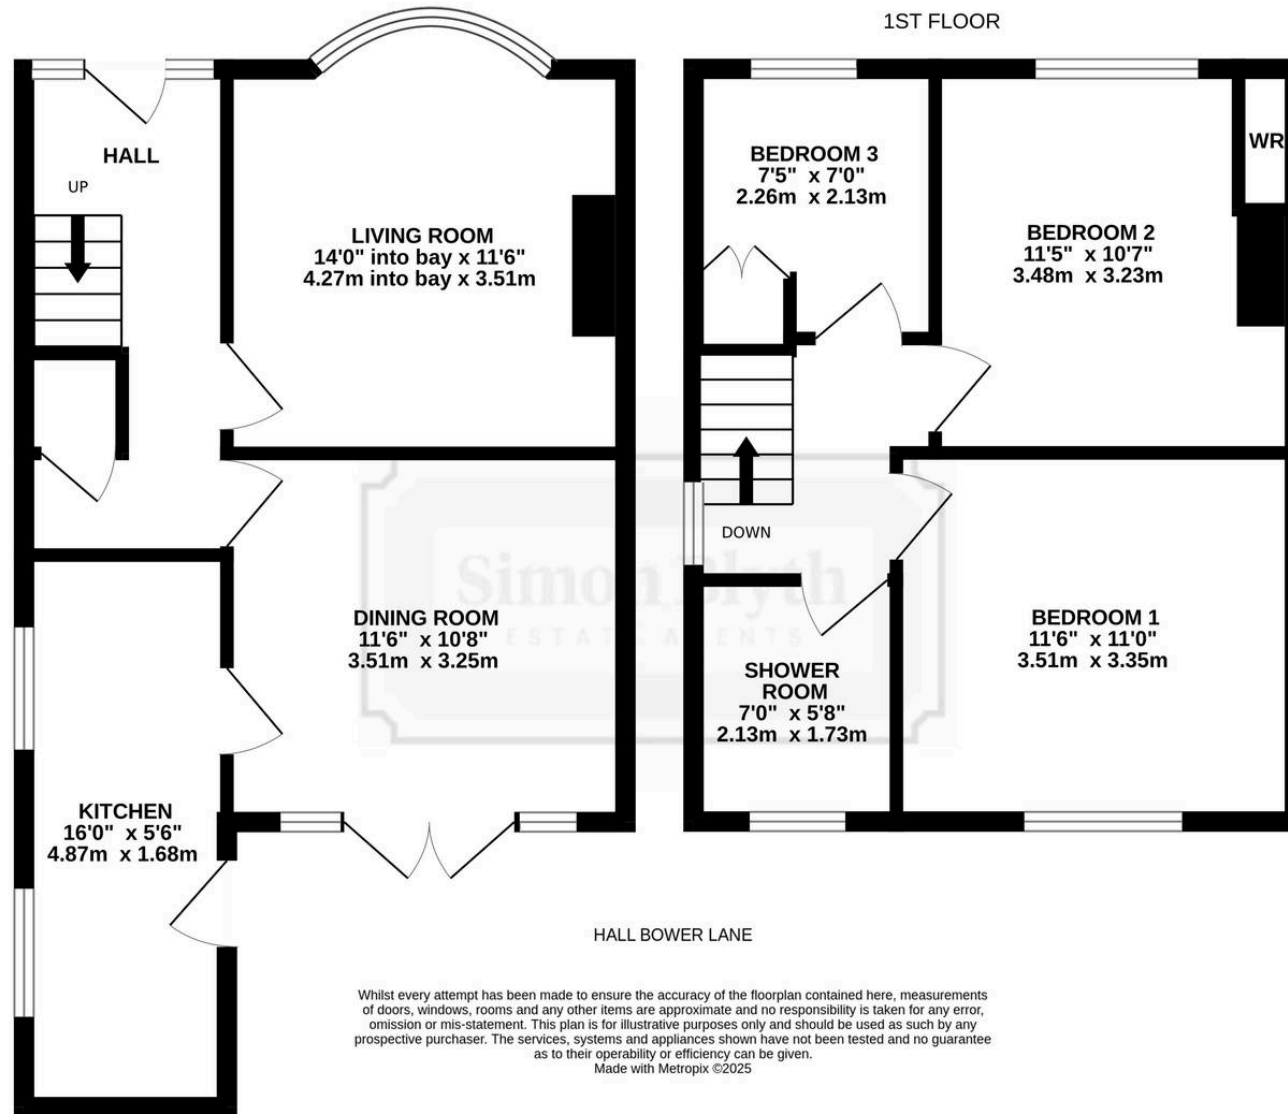 1ST FLOOR
HALL
UP
LIVING ROOM
14'0" into bay x 11'6"
4.27m into bay x 3.51m
DINING ROOM
11'6" x 10'8"
3.51m x 3.25m
KITCHEN
16'0" x 5'6"
4.87m x 1.68m
BEDROOM 3
7'5" x 7'0"
2.26m x 2.13m
BEDROOM 2
11'5" x 10'7"
3.48m x 3.23m
WR
DOWN
BEDROOM 1
11'6" x 11'0"
3.51m x 3.35m
SHOWER
ROOM
7'0" x 5'8"
2.13m x 1.73m
Simon Blyth
ESTATE AGENTS
HALL BOWER LANE
Whilst every attempt has been made to ensure the accuracy of the floorplan contained here, measurements
of doors, windows, rooms and any other items are approximate and no responsibility is taken for any error,
omission or mis-statement. This plan is for illustrative purposes only and should be used as such by any
prospective purchaser. The services, systems and appliances shown have not been tested and no guarantee
as to their operability or efficiency can be given.
Made with Metropix ©2025